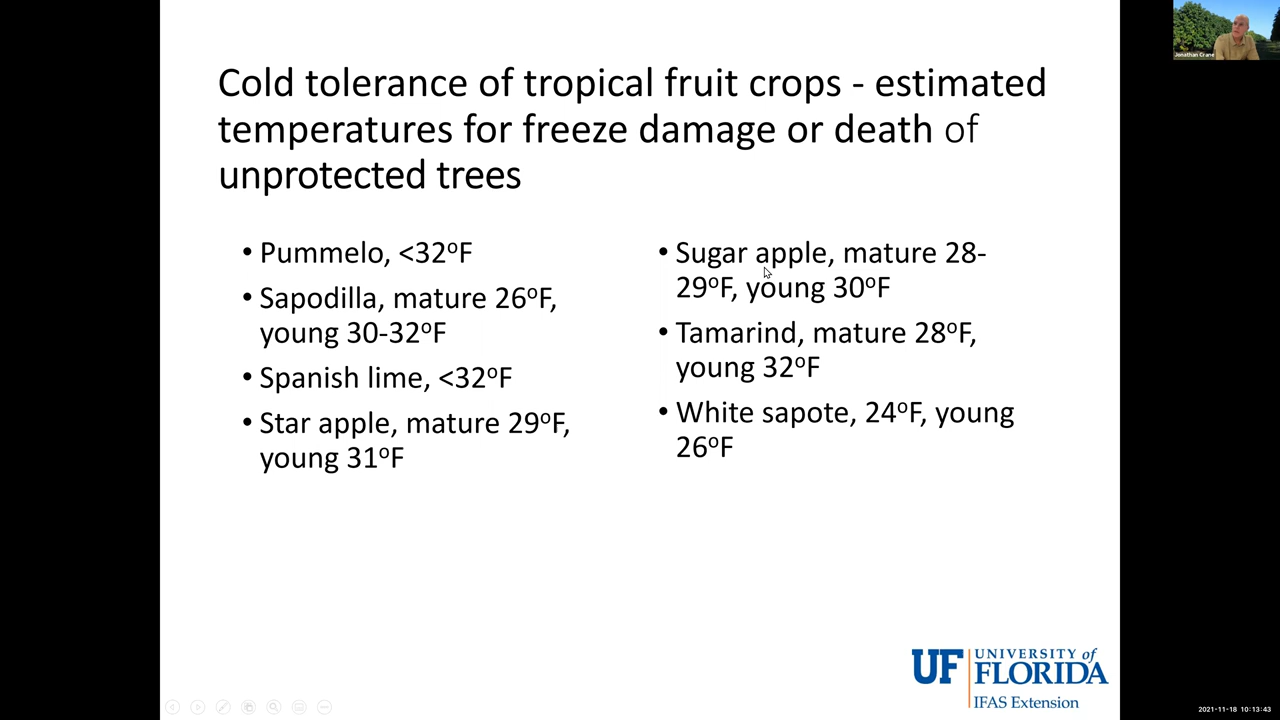 Jonathan Crane
Cold tolerance of tropical fruit crops - estimated
temperatures for freeze damage or death of
unprotected trees
• Pummelo, <32ºF
• Sapodilla, mature 26ºF,
young 30-32ºF
• Spanish lime, <32ºF
• Star apple, mature 29ºF,
young 31ºF
• Sugar apple, mature 28-
29ºF, young 30ºF
• Tamarind, mature 28ºF,
young 32ºF
• White sapote, 24ºF, young
26ºF
UF UNIVERSITY of
FLORIDA
IFAS Extension
2021-11-18 10:13:43